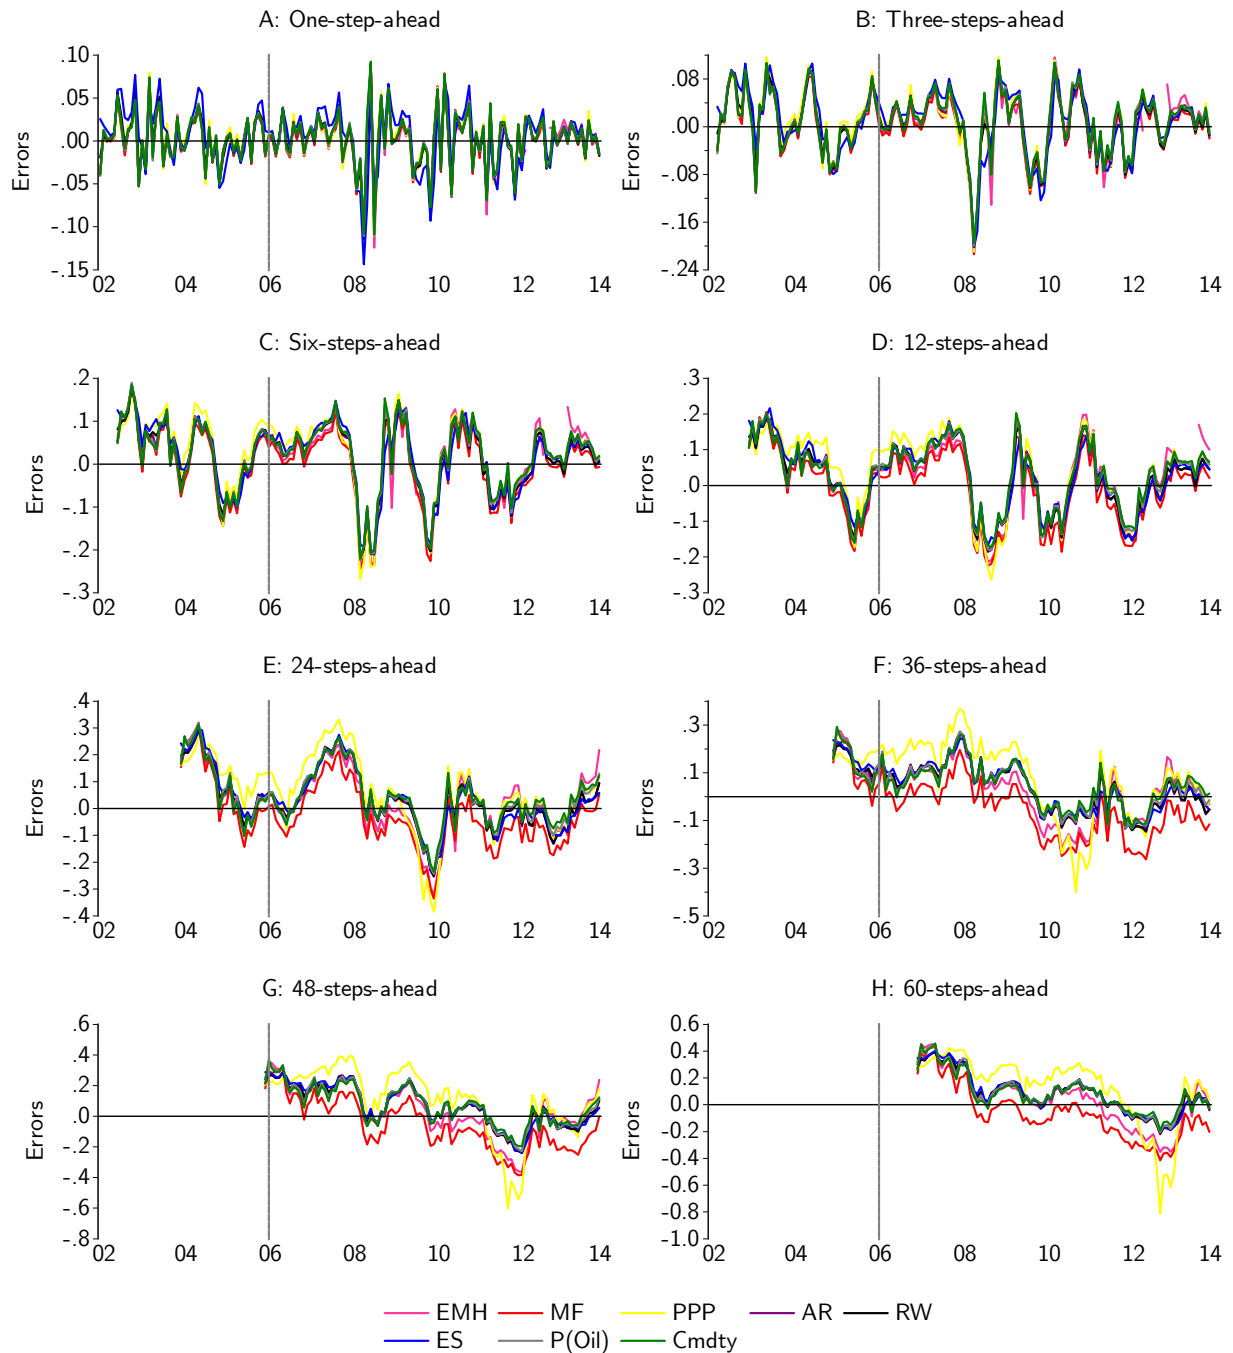 A: One-step-ahead
B: Three-steps-ahead
.10
.05
.00
-.05
-.10
-.15
Errors
02 04 06 08 10 12 14
.08
.00
-.08
-.16
-.24
Errors
02 04 06 08 10 12 14
C: Six-steps-ahead
D: 12-steps-ahead
.2
.1
.0
-.1
-.2
-.3
Errors
02 04 06 08 10 12 14
.3
.2
.1
.0
-.1
-.2
-.3
Errors
02 04 06 08 10 12 14
E: 24-steps-ahead
F: 36-steps-ahead
.4
.3
.2
.1
.0
-.1
-.2
-.3
-.4
Errors
02 04 06 08 10 12 14
.3
.1
-.1
-.3
-.5
Errors
02 04 06 08 10 12 14
G: 48-steps-ahead
H: 60-steps-ahead
.6
.4
.2
.0
-.2
-.4
-.6
-.8
Errors
02 04 06 08 10 12 14
0.6
0.4
0.2
0.0
-0.2
-0.4
-0.6
-0.8
-1.0
Errors
02 04 06 08 10 12 14
EMH MF PPP AR RW
ES P(Oil) Cmdty